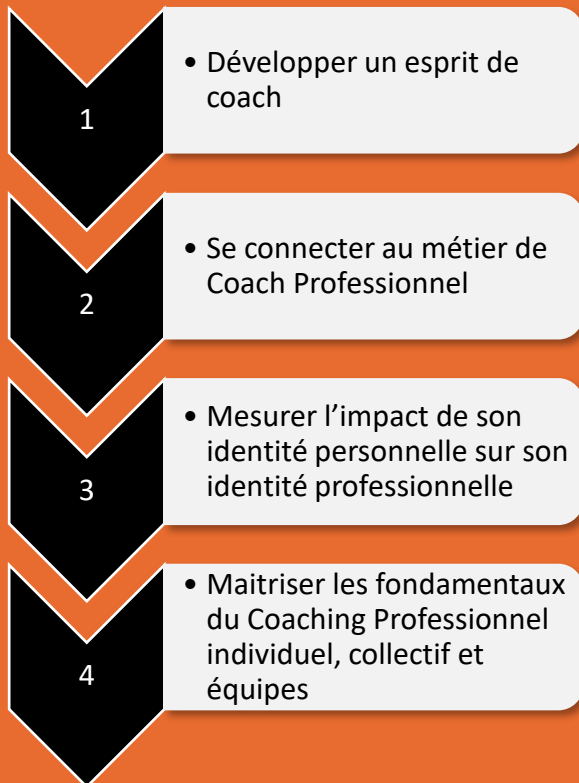 1
• Développer un esprit de
coach
2
• Se connecter au métier de
Coach Professionnel
3
• Mesurer l’impact de son
identité personnelle sur son
identité professionnelle
4
• Maitriser les fondamentaux
du Coaching Professionnel
individuel, collectif et
équipes